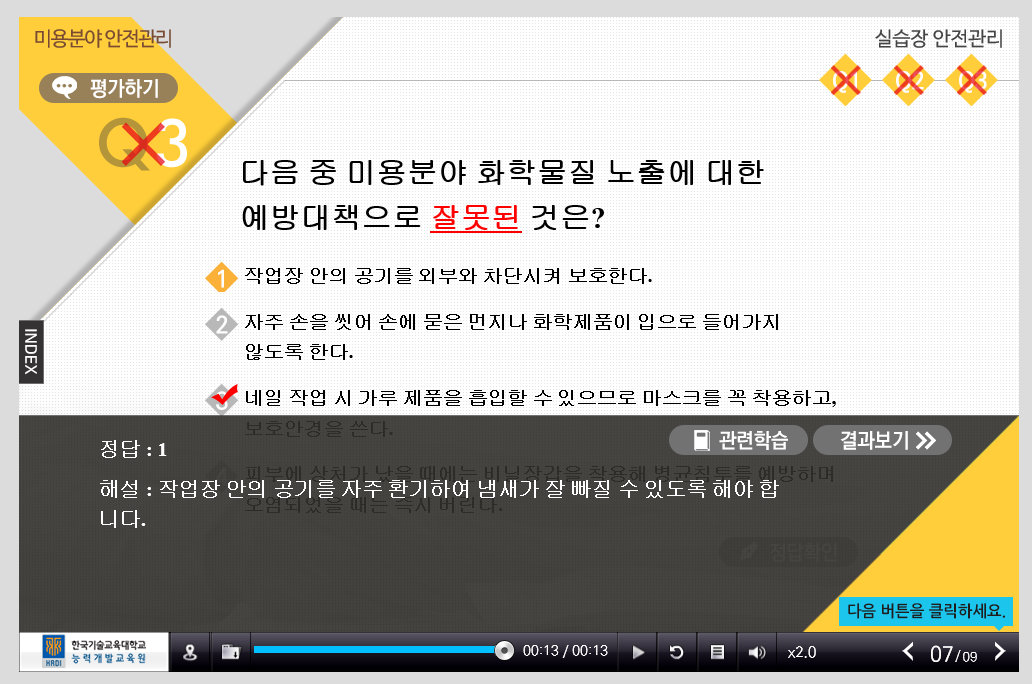 미용분야 안전관리
실습장 안전관리
평가하기
Q1 Q2 Q3
Q3
다음 중 미용분야 화학물질 노출에 대한
예방대책으로 잘못된 것은?
1 작업장 안의 공기를 외부와 차단시켜 보호한다.
2 자주 손을 씻어 손에 묻은 먼지나 화학제품이 입으로 들어가지
않도록 한다.
INDEX
3 네일 작업 시 가루 제품을 흡입할 수 있으므로 마스크를 꼭 착용하고,
보호안경을 쓴다.
관련학습
결과보기
정답 : 1
피부에 상처가 났을 때에는 비닐장갑을 착용해 병균침투를 예방하며
해설 : 작업장 안의 공기를 자주 환기하여 냄새가 잘 빠질 수 있도록 해야 합
오염되었을 때는 즉시 버린다.
니다.
정답확인
다음 버튼을 클릭하세요.
HRDI 한국기술교육대학교
능력개발교육원
00:13 / 00:13
x2.0
07/09